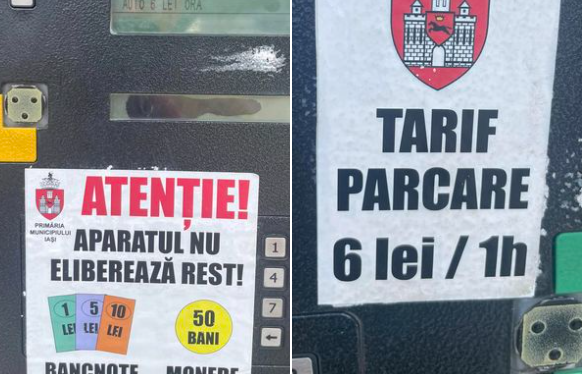 AUTO 6 LEI ORA
ATENȚIE!
PRIMĂRIA
MUNICIPIULUI
IAȘI
APARATUL NU
ELIBEREAZĂ REST!
1
LEI
5
LEI
10
LEI
50
BANI
BANCNOTE
MONEDE
1
4
7
←
TARIF
PARCARE
6 lei / 1h